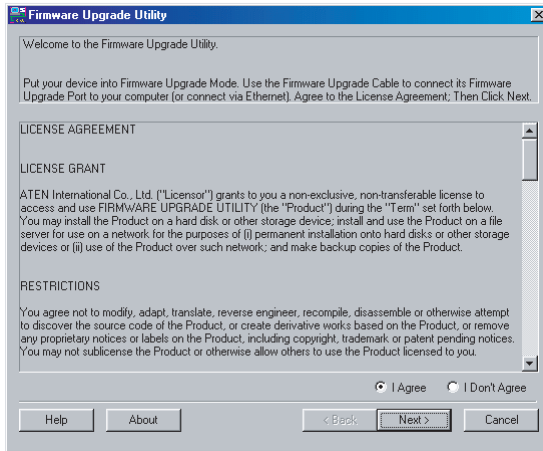 Firmware Upgrade Utility
Welcome to the Firmware Upgrade Utility.
Put your device into Firmware Upgrade Mode. Use the Firmware Upgrade Cable to connect its Firmware
Upgrade Port to your computer (or connect via Ethernet). Agree to the License Agreement; Then Click Next.
LICENSE AGREEMENT
LICENSE GRANT
ATEN International Co., Ltd. ("Licensor") grants to you a non-exclusive, non-transferable license to
access and use FIRMWARE UPGRADE UTILITY (the "Product") during the "Term" set forth below.
You may install the Product on a hard disk or other storage device; install and use the Product on a file
server for use on a network for the purposes of (i) permanent installation onto hard disks or other storage
devices or (ii) use of the Product over such network; and make backup copies of the Product.
RESTRICTIONS
You agree not to modify, adapt, translate, reverse engineer, recompile, disassemble or otherwise attempt
to discover the source code of the Product, or create derivative works based on the Product, or remove
any proprietary notices or labels on the Product, including copyright, trademark or patent pending notices.
You may not sublicense the Product or otherwise allow others to use the Product licensed to you.
I Agree I Don't Agree
Help About < Back Next > Cancel